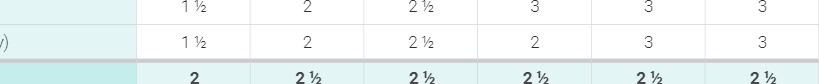 1 ½ 2 2 ½ 3 3 3
) 1 ½ 2 2 ½ 2 3 3
2 2 ½ 2 ½ 2 ½ 2 ½ 2 ½